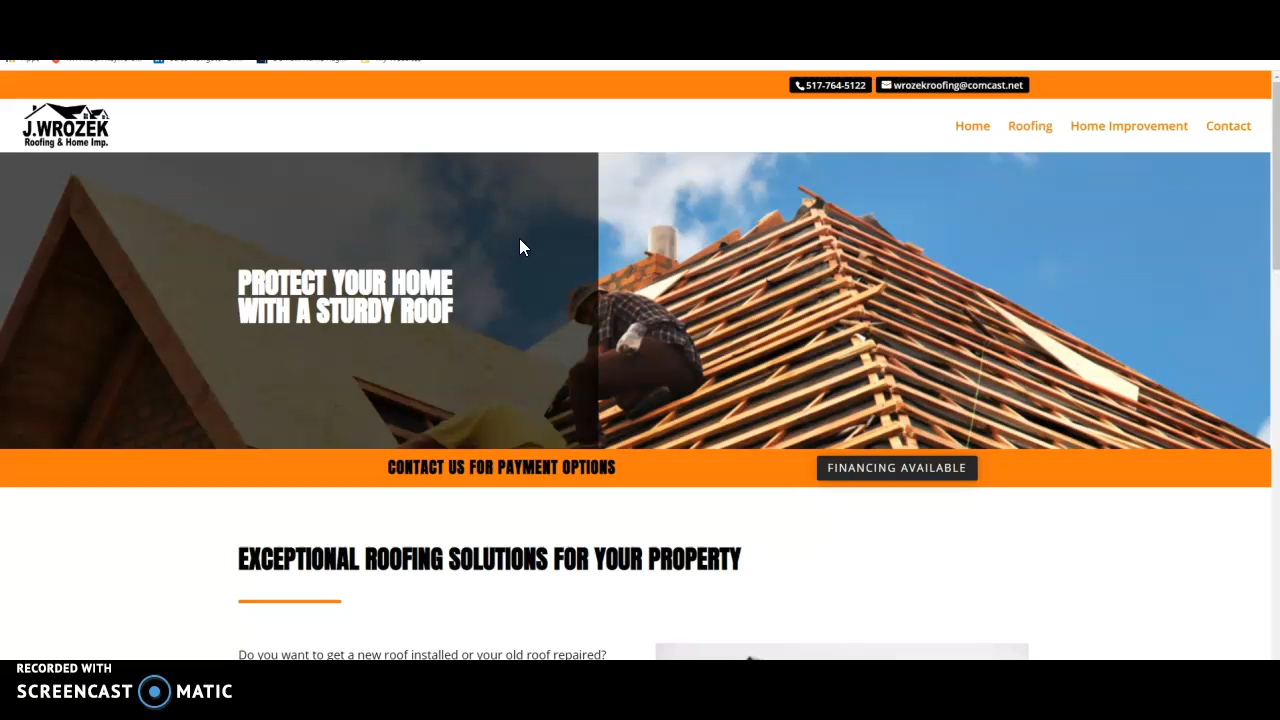 517-764-5122
wrozekroofing@comcast.net
J.WROZEK
Roofing & Home Imp.
Home
Roofing
Home Improvement
Contact
PROTECT YOUR HOME
WITH A STURDY ROOF
CONTACT US FOR PAYMENT OPTIONS
FINANCING AVAILABLE
EXCEPTIONAL ROOFING SOLUTIONS FOR YOUR PROPERTY
Do you want to get a new roof installed or your old roof repaired?
RECORDED WITH
SCREENCAST MATIC